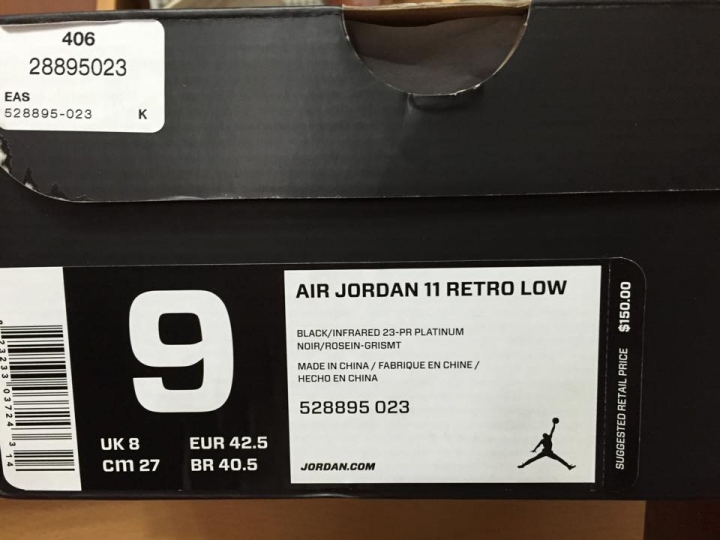 406
28895023
EAS
528895-023 K
9
UK 8 EUR 42.5
cm 27 BR 40.5
AIR JORDAN 11 RETRO LOW
BLACK/INFRARED 23-PR PLATINUM
NOIR/ROSEIN-GRISMT
MADE IN CHINA / FABRIQUE EN CHINE /
HECHO EN CHINA
528895 023
JORDAN.COM
SUGGESTED RETAIL PRICE $150.00